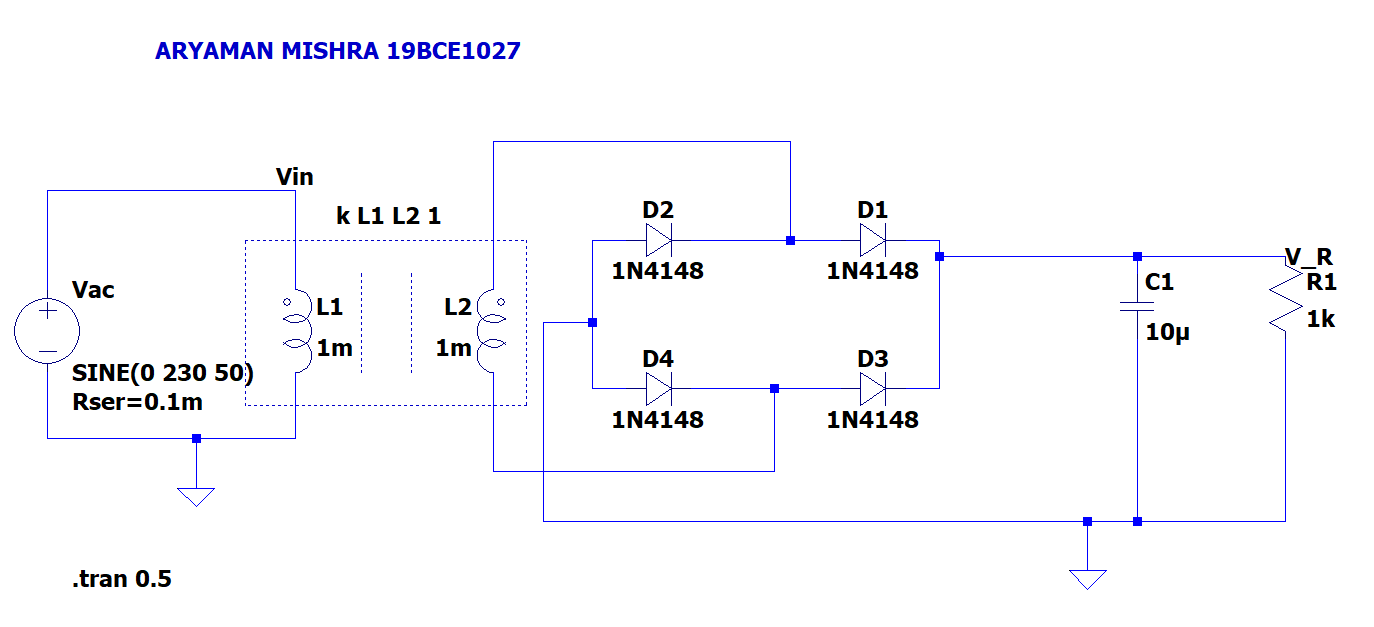 ARYAMAN MISHRA 19BCE1027
Vin
k L1 L2 1
D2
D1
1N4148
1N4148
V_R
Vac
L1
L2
C1
R1
1m
1m
10µ
1k
D4
D3
SINE(0 230 50)
Rser=0.1m
1N4148
1N4148
.tran 0.5